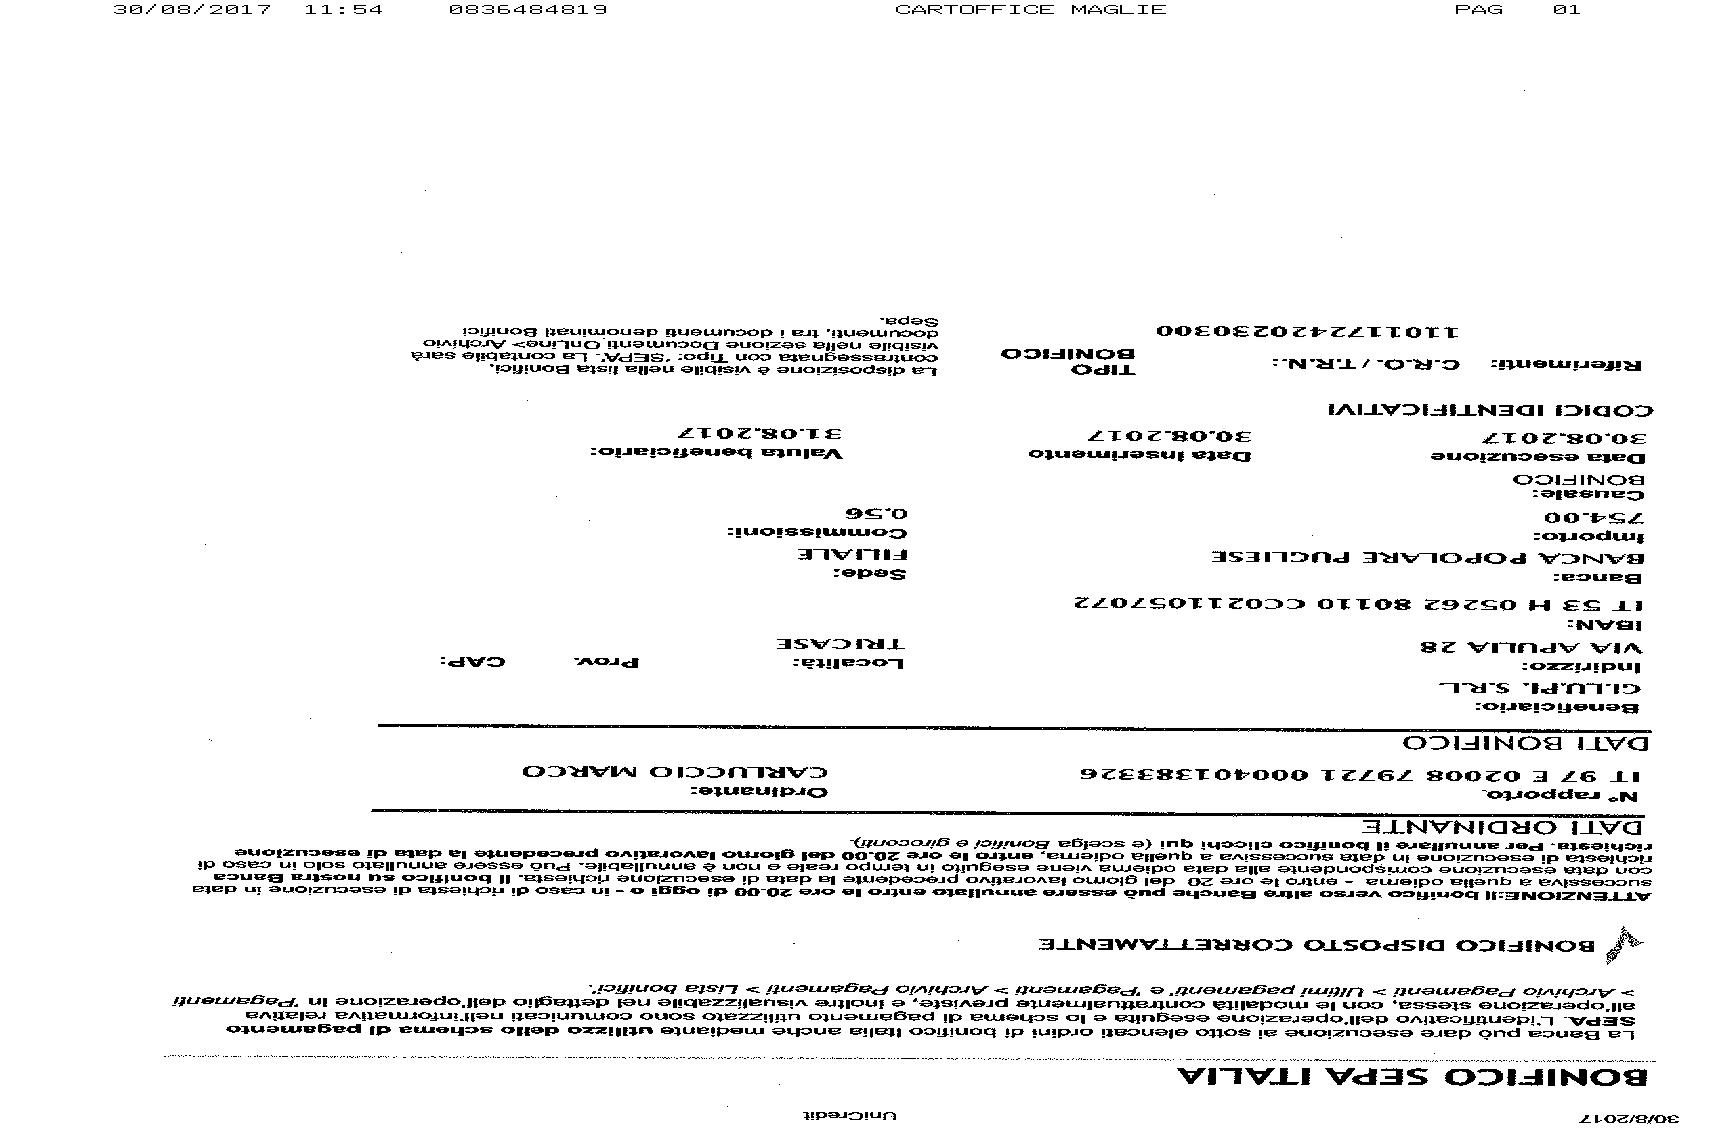 30/08/2017 11:54 0836484819 CARTOFFICE MAGLIE PAG 01
30/8/2017 UniCredit
BONIFICO SEPA ITALIA
La Banca può dare esecuzione ai sotto elencati ordini di bonifico Italia anche mediante utilizzo dello schema di pagamento
SEPA. L'identificativo dell'operazione eseguita e lo schema di pagamento utilizzato sono comunicati nell'informativa relativa
all'operazione stessa, con le modalità contrattualmente previste, e inoltre visualizzabile nel dettaglio dell'operazione in "Pagamenti
> Archivio Pagamenti > Ultimi pagamenti" e "Pagamenti > Archivio Pagamenti > Lista bonifici".
BONIFICO DISPOSTO CORRETTAMENTE
ATTENZIONE:Il bonifico verso altre Banche può essere annullato entro le ore 20.00 di oggi o - in caso di richiesta di esecuzione in data
successiva a quella odierna - entro le ore 20 del giorno lavorativo precedente la data di esecuzione richiesta. Il bonifico su nostra Banca
con data esecuzione corrispondente alla data odierna viene eseguito in tempo reale e non è annullabile. Può essere annullato solo in caso di
richiesta di esecuzione in data successiva a quella odierna, entro le ore 20.00 del giorno lavorativo precedente la data di esecuzione
richiesta. Per annullare il bonifico clicchi qui (e scelga Bonifici e giroconti).
DATI ORDINANTE
N° rapporto. Ordinante:
IT 97 E 02008 79721 000401383326 CARLUCCIO MARCO
DATI BONIFICO
Beneficiario:
GI.LU.PI. S.R.L.
Indirizzo: Località: Prov. CAP:
VIA APULIA 28 TRICASE
IBAN:
IT 53 H 05262 80110 CC0211057072
Banca: Sede:
BANCA POPOLARE PUGLIESE FILIALE
Importo: Commissioni:
754.00 0.56
Causale:
BONIFICO
Data esecuzione Data Inserimento Valuta beneficiario:
30.08.2017 30.08.2017 31.08.2017
CODICI IDENTIFICATIVI
Riferimenti: C.R.O. / T.R.N.: TIPO BONIFICO
1101172420230300
La disposizione è visibile nella lista Bonifici,
contrassegnata con Tipo: "SEPA". La contabile sarà
visibile nella sezione Documenti OnLine> Archivio
documenti, tra i documenti denominati Bonifici
Sepa.